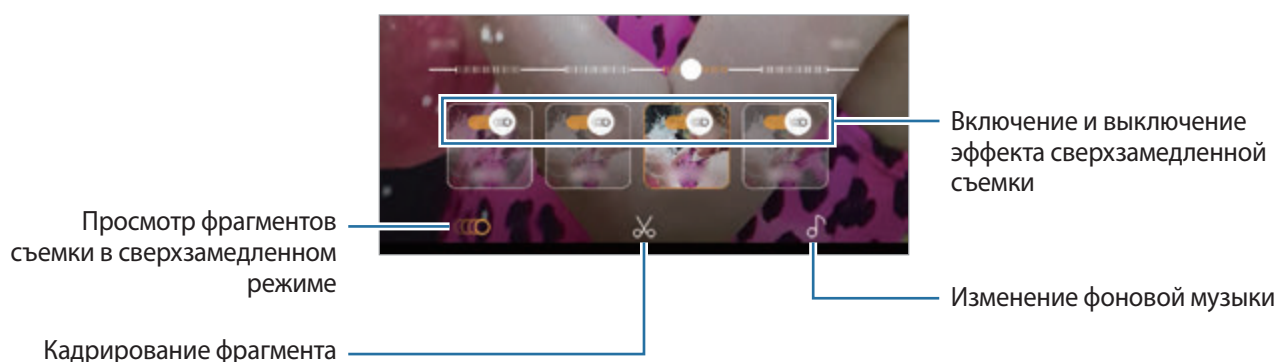 Включение и выключение
эффекта сверхзамедленной
съемки
Просмотр фрагментов
съемки в сверхзамедленном
режиме
Изменение фоновой музыки
Кадрирование фрагмента